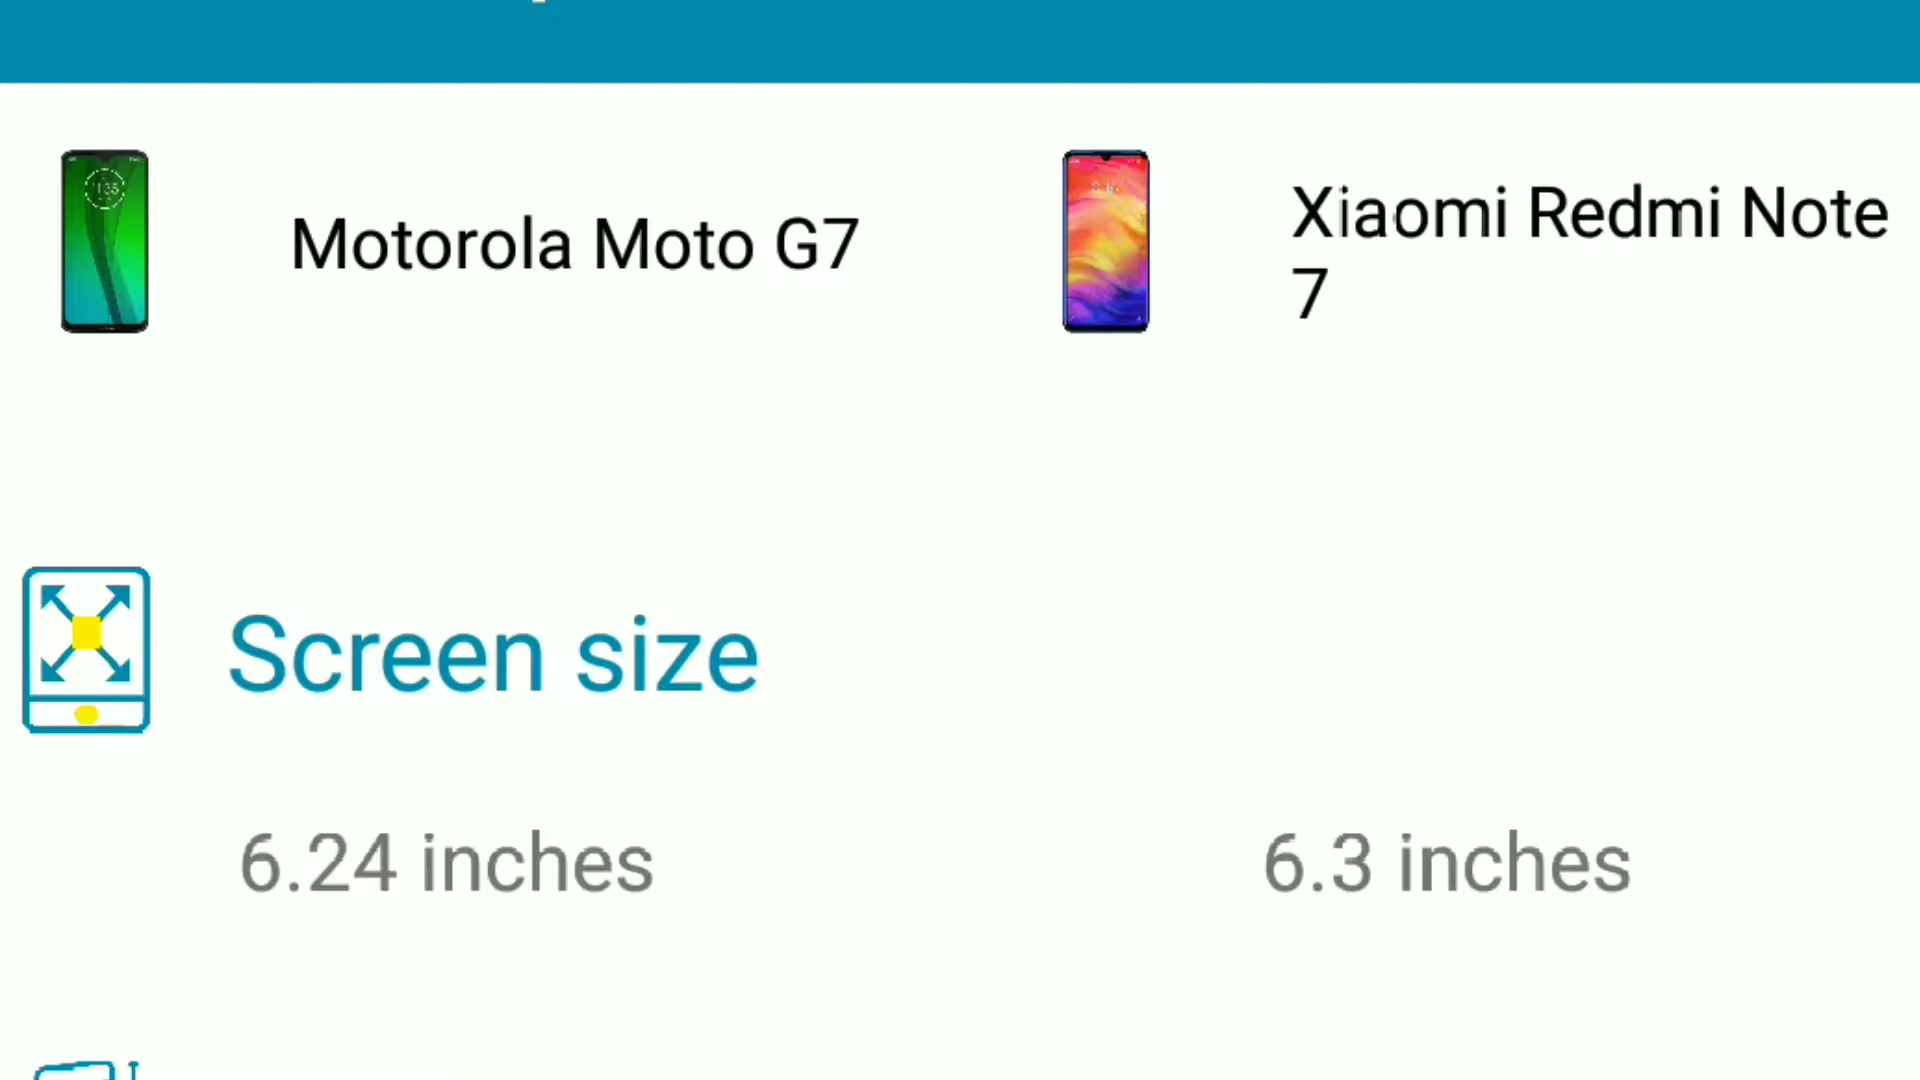 Motorola Moto G7
Xiaomi Redmi Note
7
Screen size
6.24 inches
6.3 inches